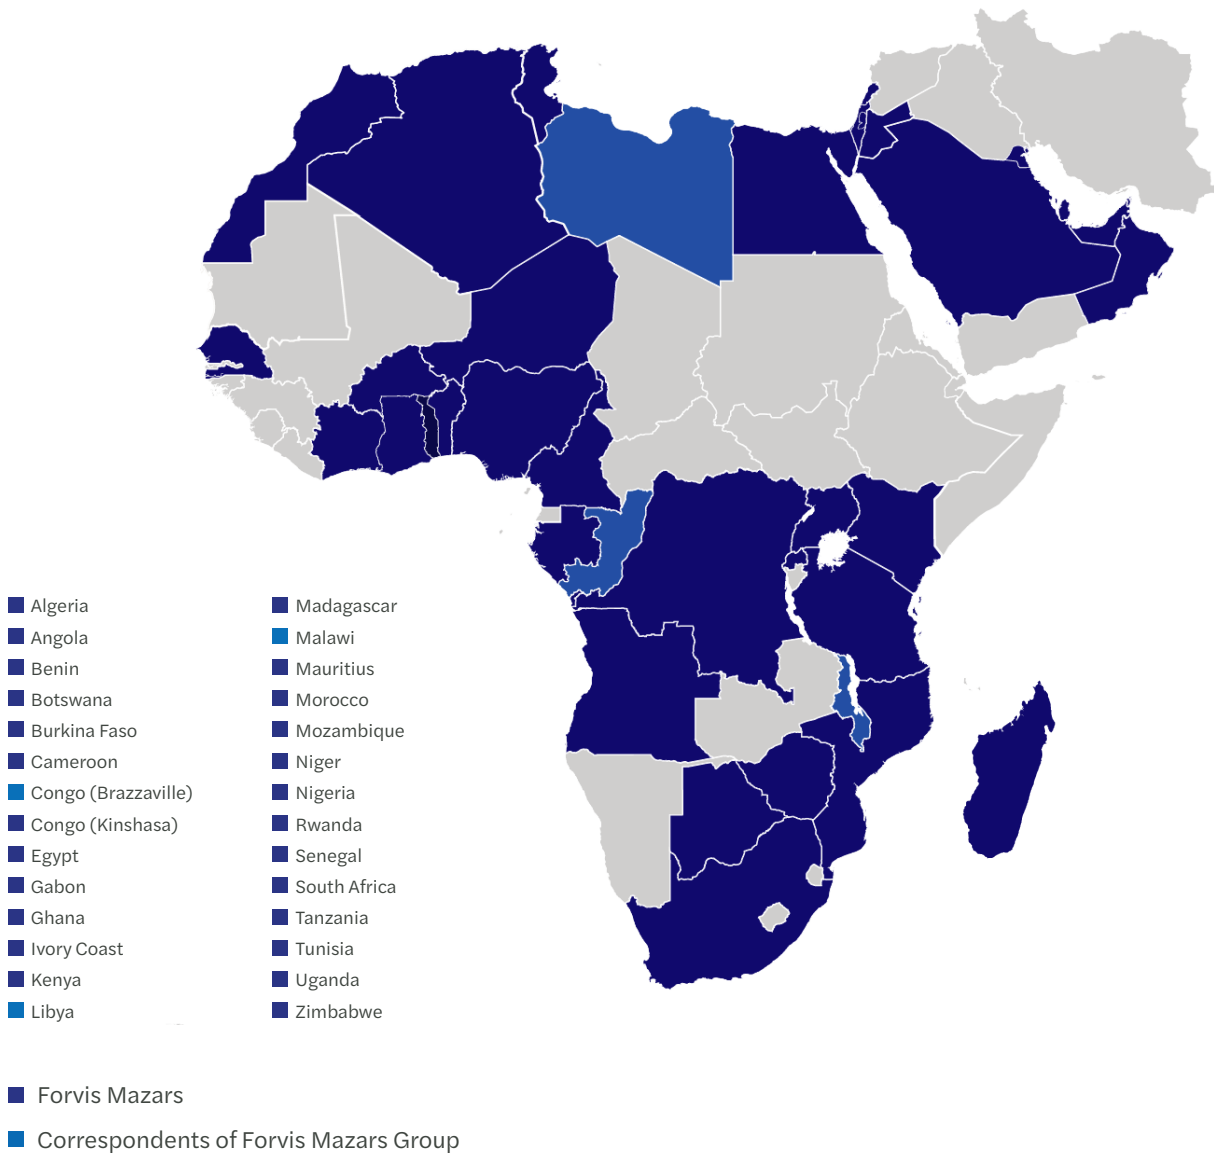 Algeria
Angola
Benin
Botswana
Burkina Faso
Cameroon
Congo (Brazzaville)
Congo (Kinshasa)
Egypt
Gabon
Ghana
Ivory Coast
Kenya
Libya
Madagascar
Malawi
Mauritius
Morocco
Mozambique
Niger
Nigeria
Rwanda
Senegal
South Africa
Tanzania
Tunisia
Uganda
Zimbabwe
Forvis Mazars
Correspondents of Forvis Mazars Group